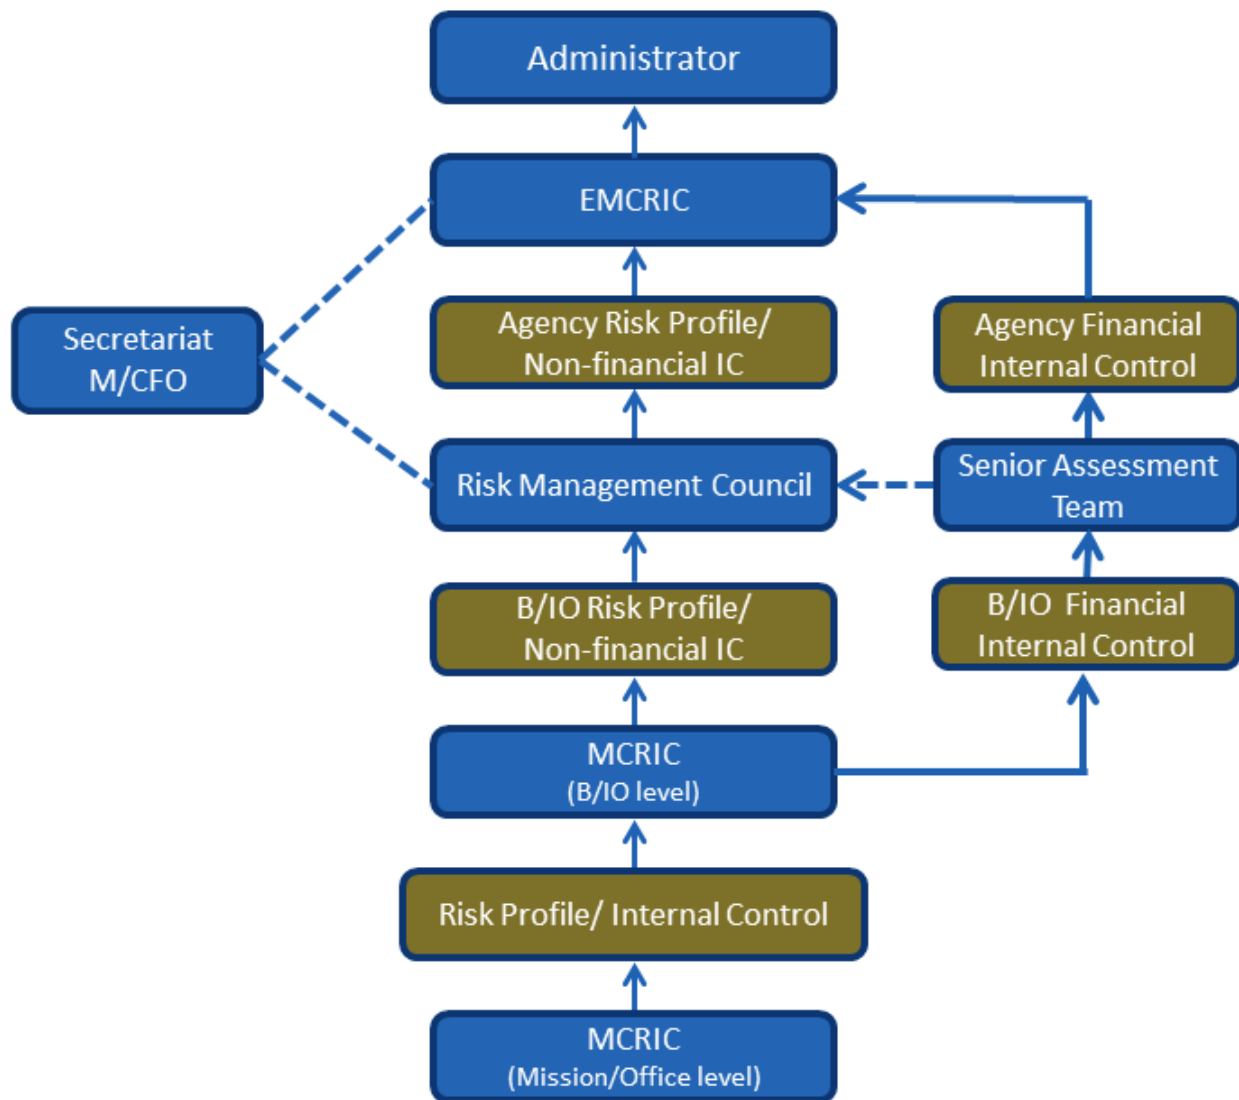 Administrator
EMCRIC
Secretariat
M/CFO
Agency Risk Profile/
Non-financial IC
Agency Financial
Internal Control
Risk Management Council
Senior Assessment
Team
B/IO Risk Profile/
Non-financial IC
B/IO Financial
Internal Control
MCRIC
(B/IO level)
Risk Profile/ Internal Control
MCRIC
(Mission/Office level)